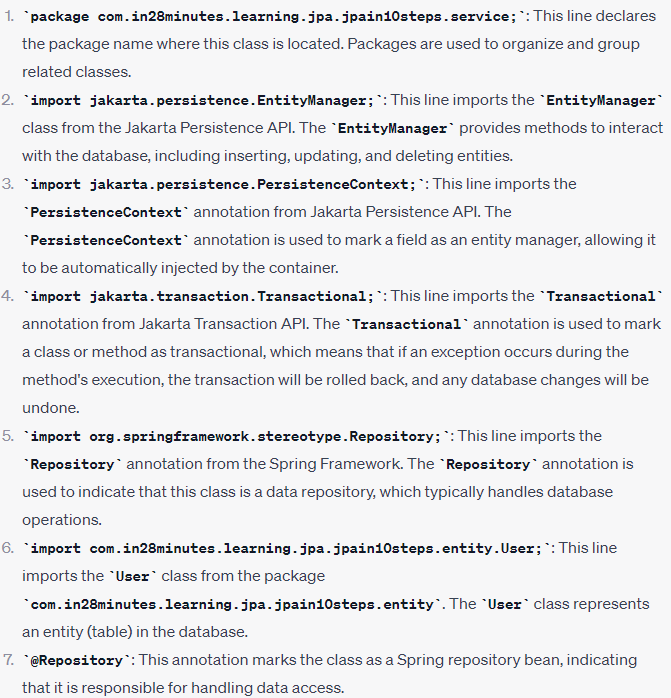 1. `package com.in28minutes.learning.jpa.jpain10steps.service;`: This line declares
the package name where this class is located. Packages are used to organize and group
related classes.
2. `import jakarta.persistence.EntityManager;`: This line imports the `EntityManager`
class from the Jakarta Persistence API. The `EntityManager` provides methods to interact
with the database, including inserting, updating, and deleting entities.
3. `import jakarta.persistence.PersistenceContext;`: This line imports the
`PersistenceContext` annotation from Jakarta Persistence API. The
`PersistenceContext` annotation is used to mark a field as an entity manager, allowing it
to be automatically injected by the container.
4. `import jakarta.transaction.Transactional;`: This line imports the `Transactional`
annotation from Jakarta Transaction API. The `Transactional` annotation is used to mark
a class or method as transactional, which means that if an exception occurs during the
method's execution, the transaction will be rolled back, and any database changes will be
undone.
5. `import org.springframework.stereotype.Repository;`: This line imports the
`Repository` annotation from the Spring Framework. The `Repository` annotation is
used to indicate that this class is a data repository, which typically handles database
operations.
6. `import com.in28minutes.learning.jpa.jpain10steps.entity.User;`: This line
imports the `User` class from the package
`com.in28minutes.learning.jpa.jpain10steps.entity`. The `User` class represents
an entity (table) in the database.
7. `@Repository`: This annotation marks the class as a Spring repository bean, indicating
that it is responsible for handling data access.